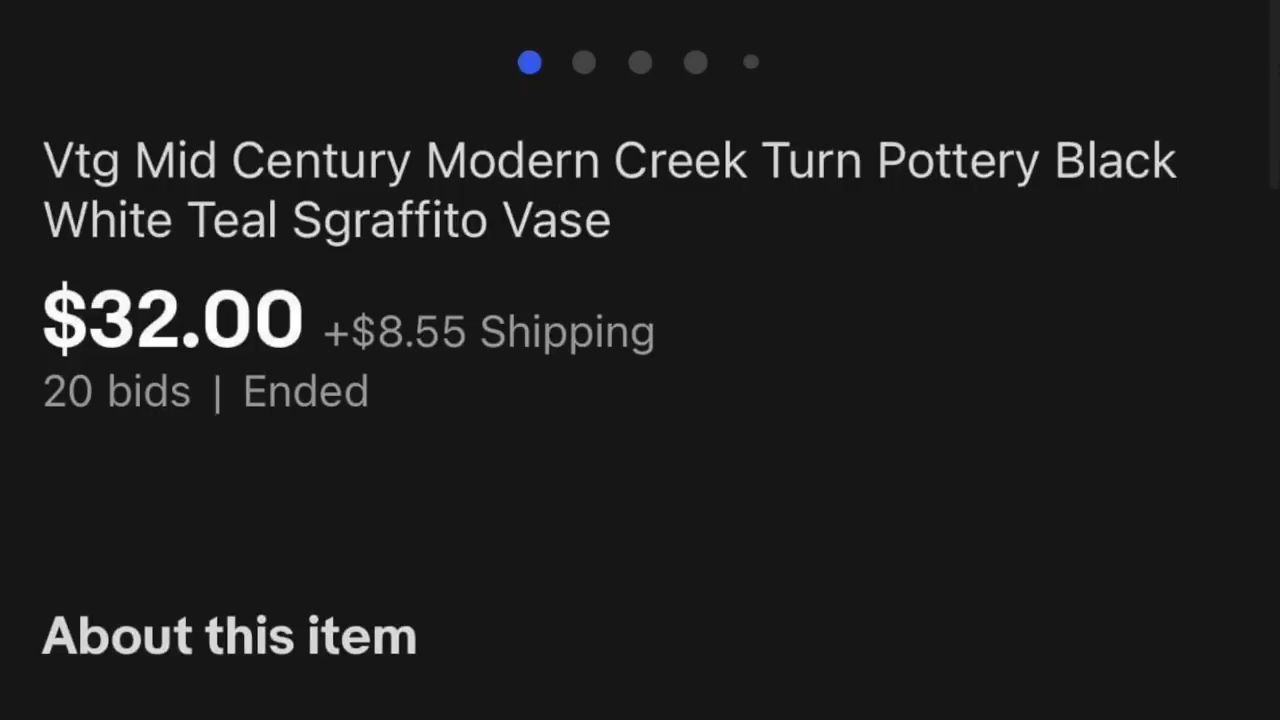 Vtg Mid Century Modern Creek Turn Pottery Black
White Teal Sgraffito Vase
$32.00 +$8.55 Shipping
20 bids | Ended
About this item